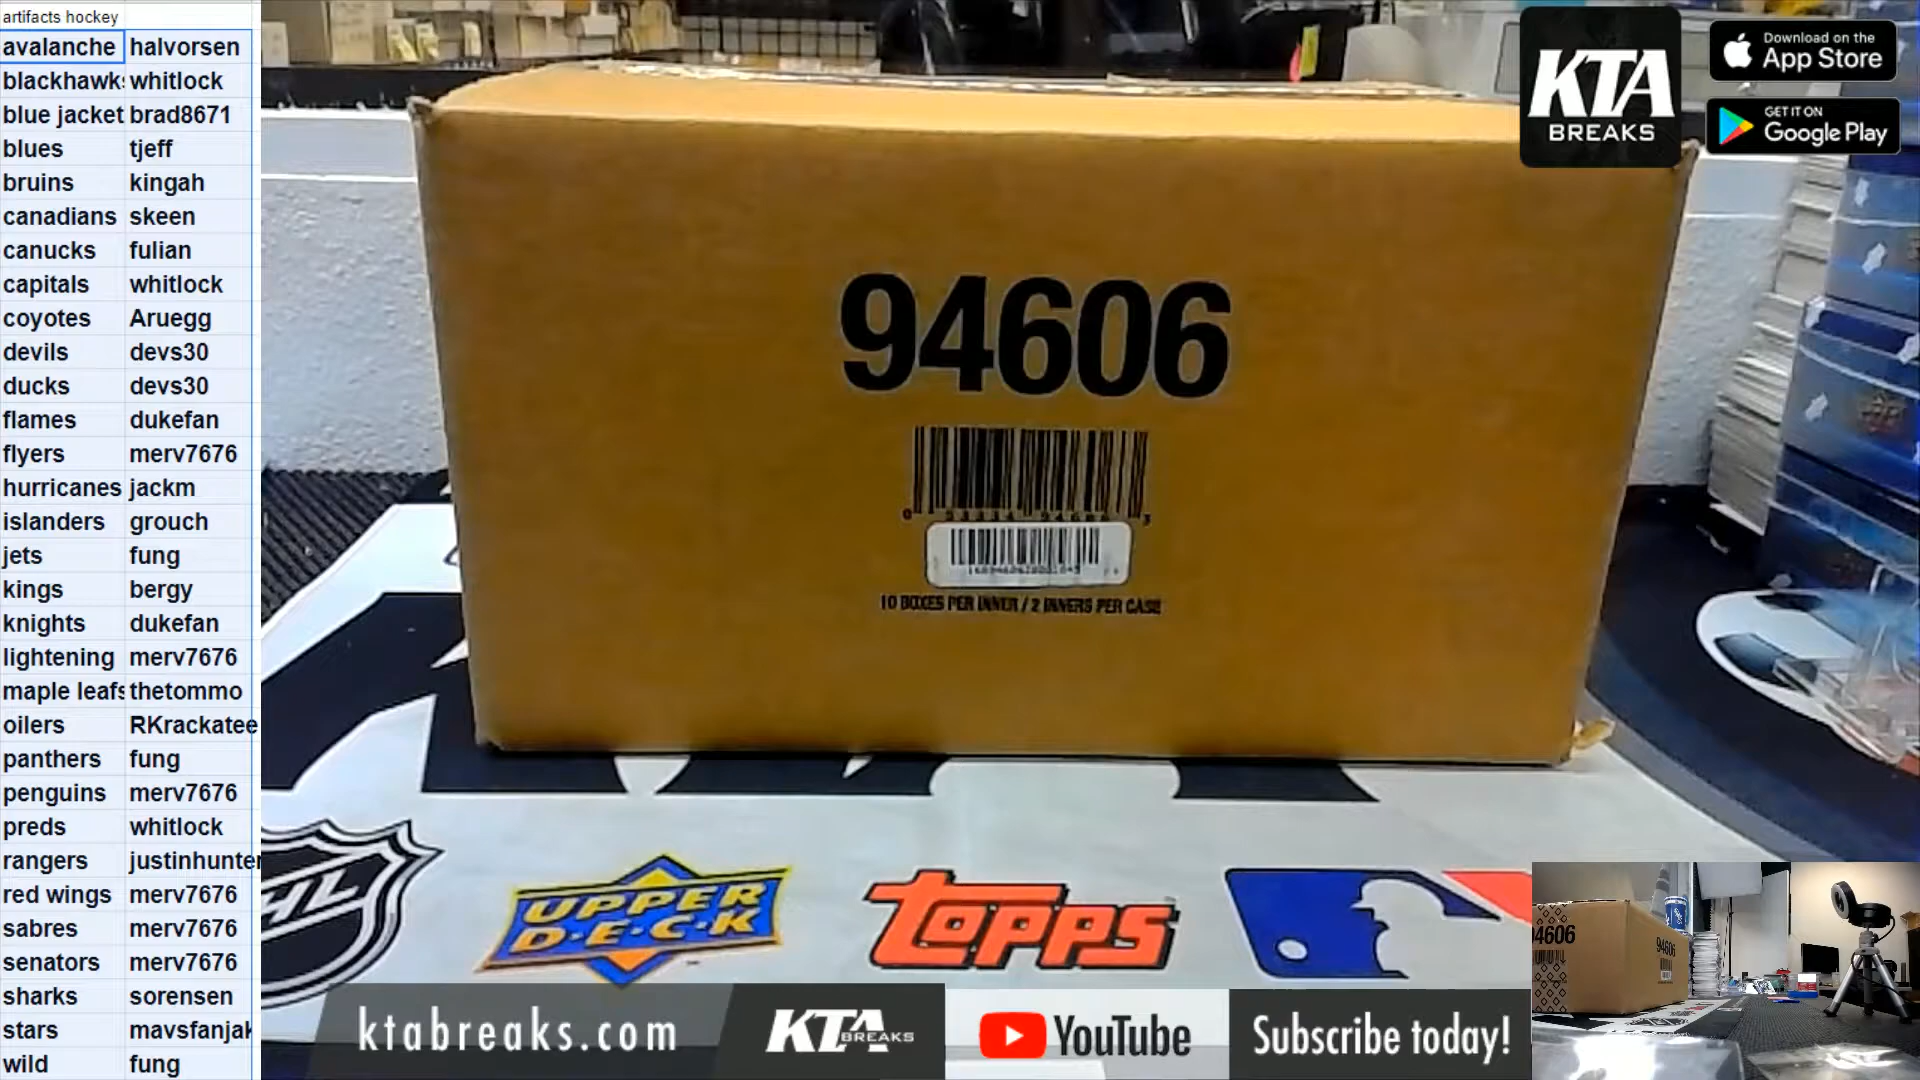 artifacts hockey
avalanche halvorsen
blackhawks whitlock
blue jacket brad8671
blues tjeff
bruins kingah
canadians skeen
canucks fulian
capitals whitlock
coyotes Aruegg
devils devs30
ducks devs30
flames dukefan
flyers merv7676
hurricanes jackm
islanders grouch
jets fung
kings bergy
knights dukefan
lightening merv7676
maple leafs thetommo
oilers RKrackatee
panthers fung
penguins merv7676
preds whitlock
rangers justinhunter
red wings merv7676
sabres merv7676
senators merv7676
sharks sorensen
stars mavsfanjak
wild fung
KTA
BREAKS
Download on the
App Store
GET IT ON
Google Play
94606
10 BOXES PER INNER / 2 INNERS PER CASE
NHL
UPPER
DECK
topps
ktabreaks.com
KTA BREAKS
YouTube
Subscribe today!
94606
94606